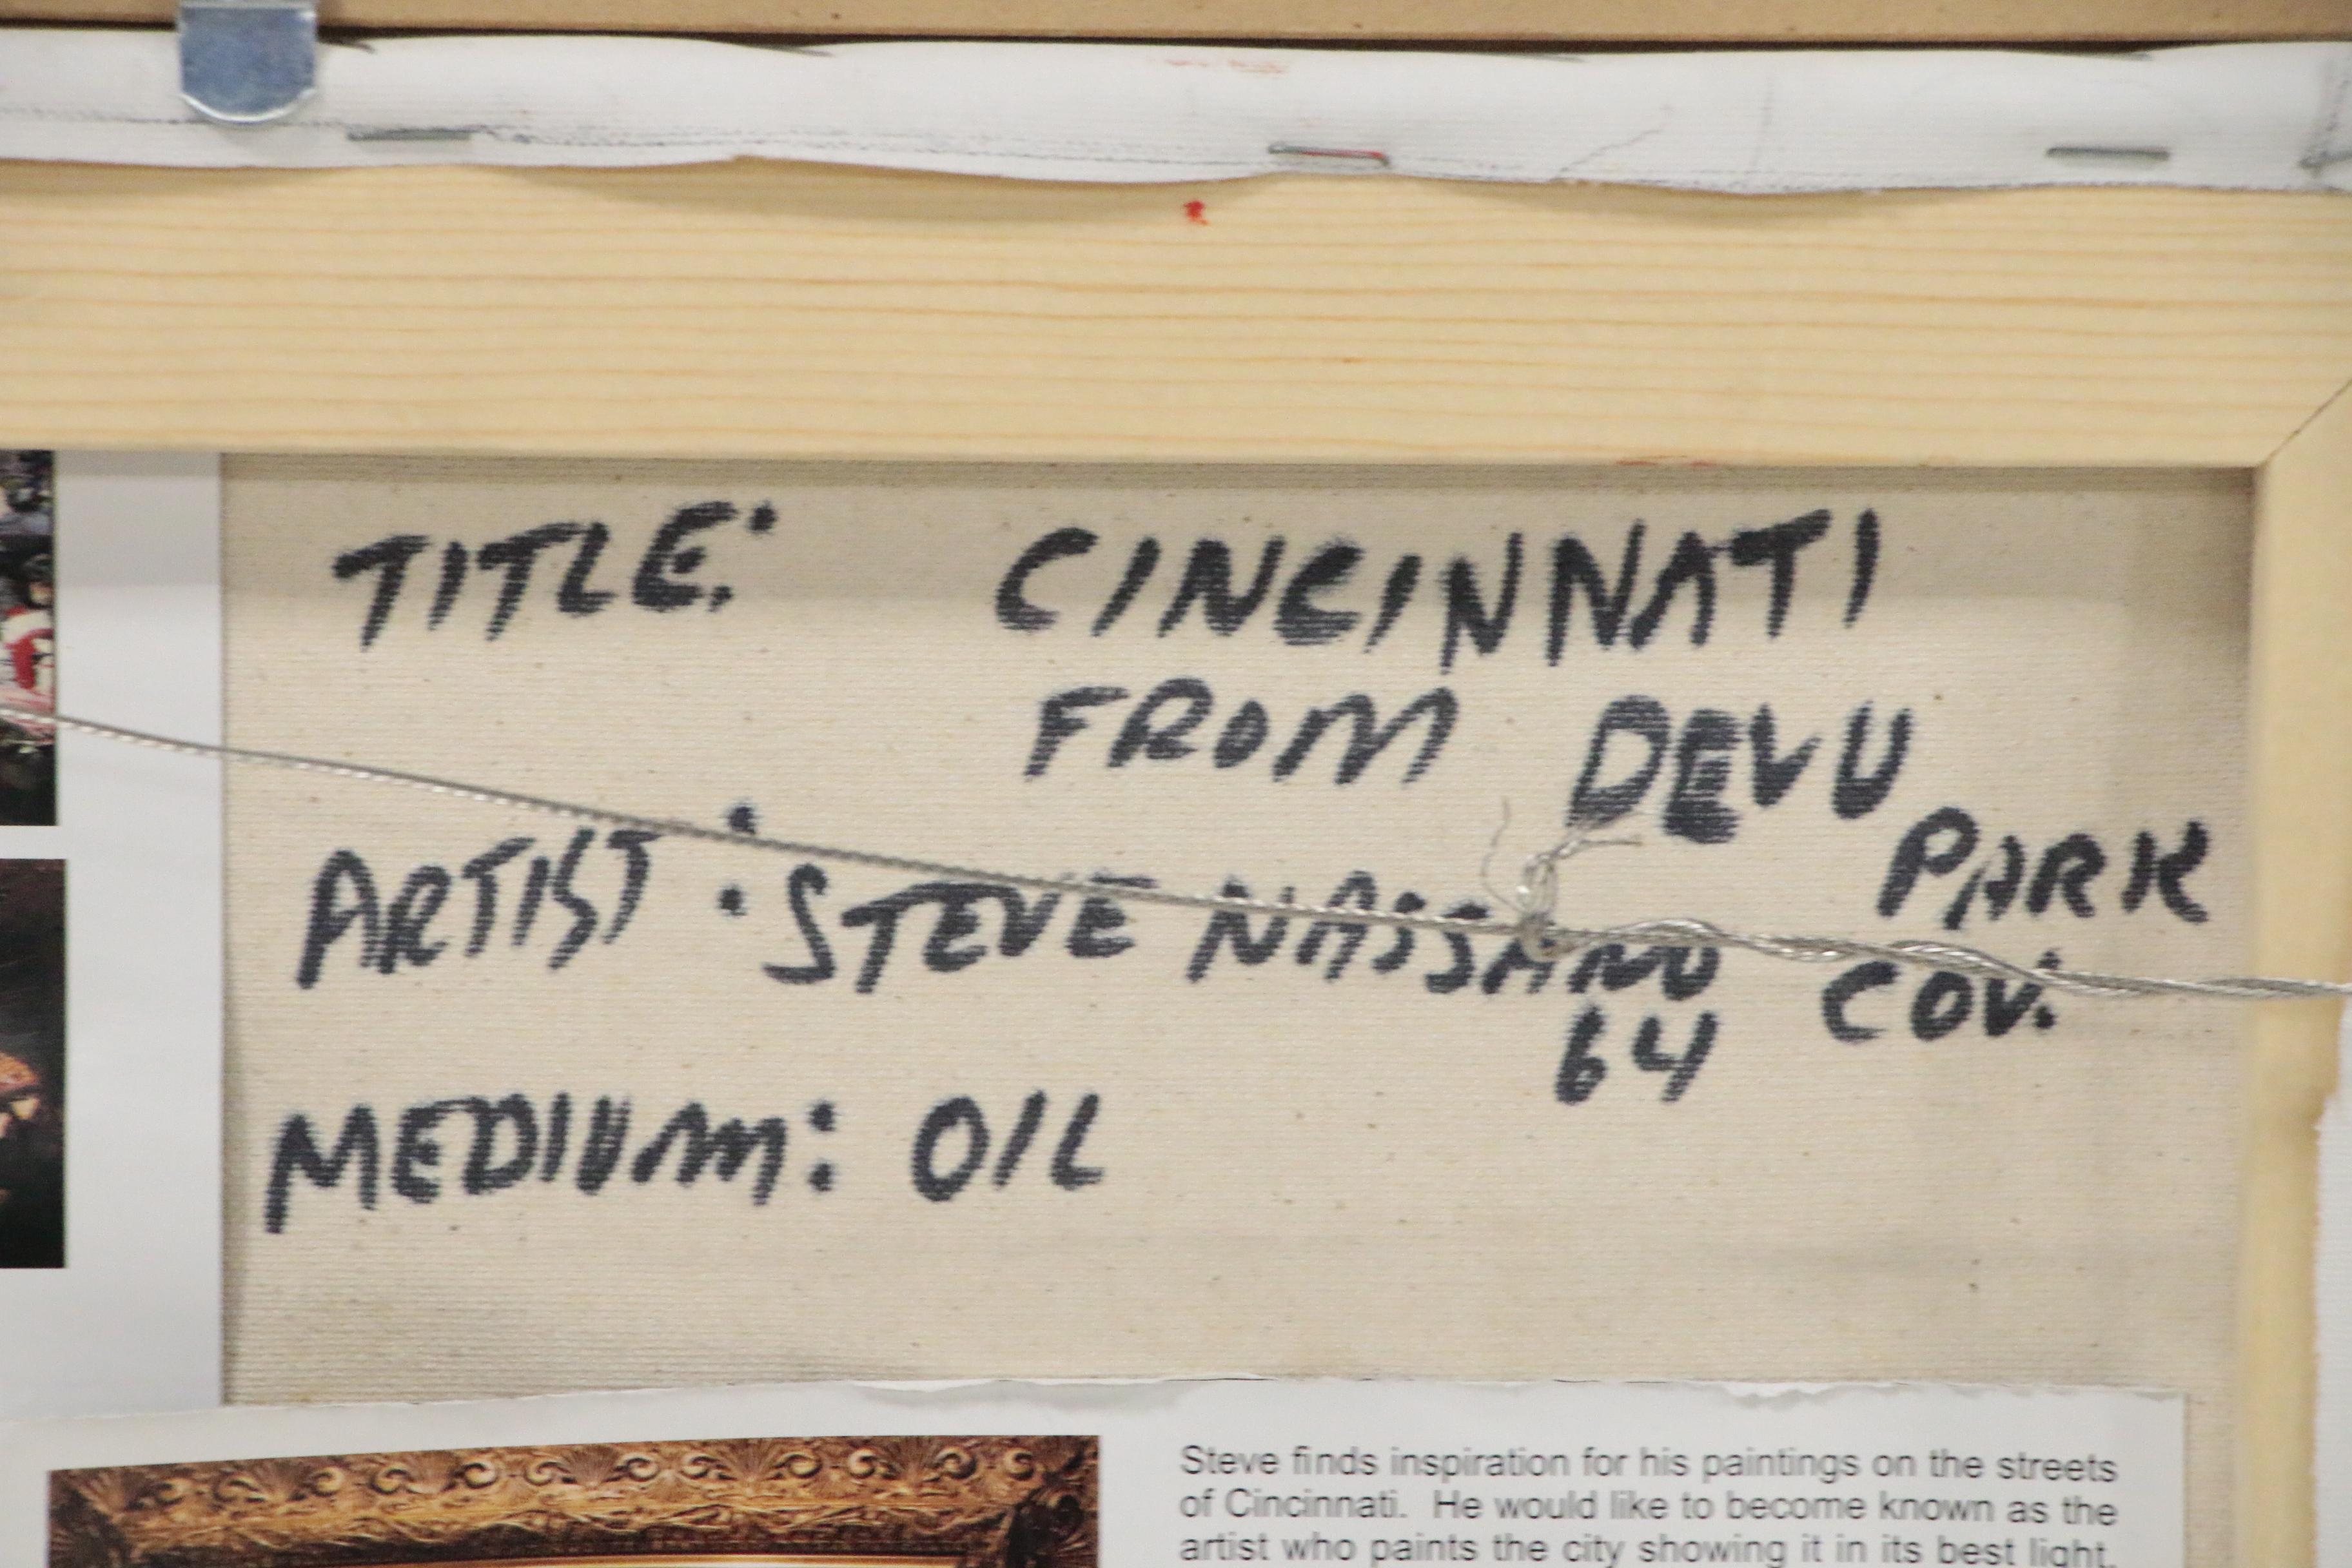 TITLE: CINCINNATI
FROM DEVU
PARK
COV.
ARTIST: STEVE NASSANO
64
MEDIUM: OIL
Steve finds inspiration for his paintings on the streets
of Cincinnati. He would like to become known as the
artist who paints the city showing it in its best light.